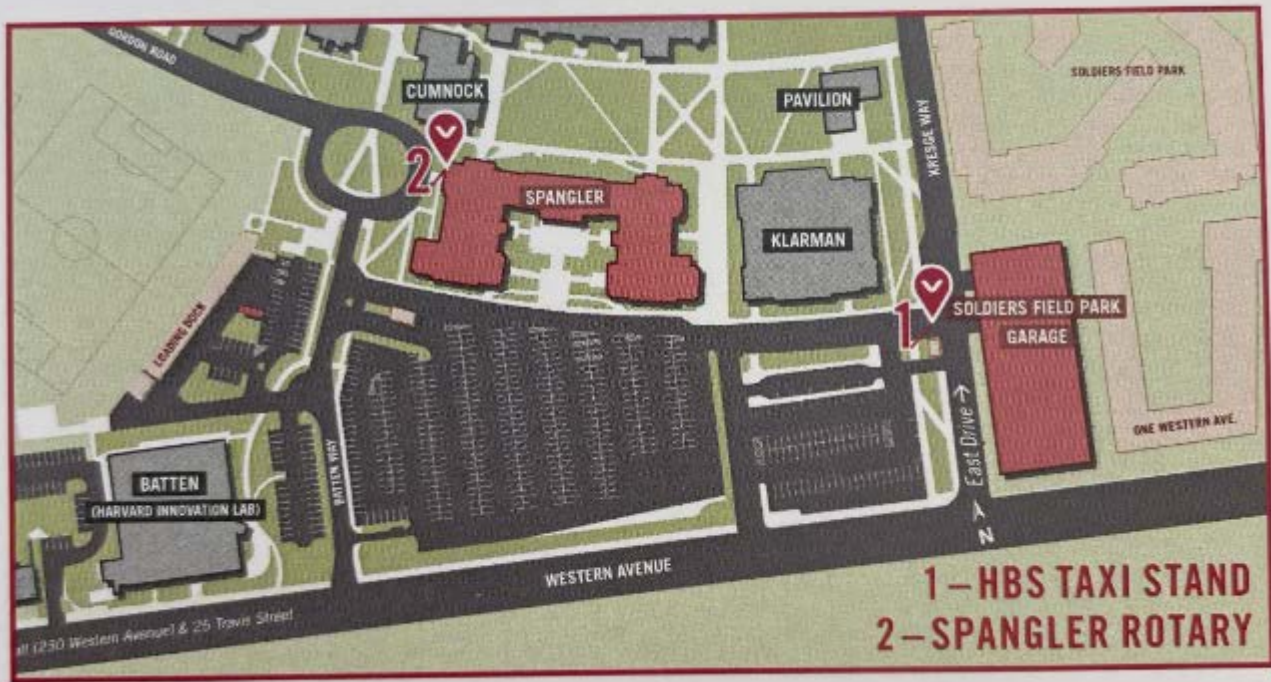 GORDON ROAD
CUMNOCK
PAVILION
KRESGE WAY
SOLDIERS FIELD PARK
2
SPANGLER
KLARMAN
LOADING DOCK
1
SOLDIERS FIELD PARK
GARAGE
East Drive →
ONE WESTERN AVE.
BATTEN
(HARVARD INNOVATION LAB)
BATTEN WAY
N
WESTERN AVENUE
(230 Western Avenue) & 25 Travis Street
1 – HBS TAXI STAND
2 – SPANGLER ROTARY